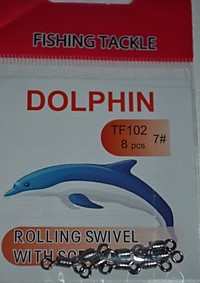 FISHING TACKLE
DOLPHIN
TF102
8 pcs
7#
ROLLING SWIVEL
WITH